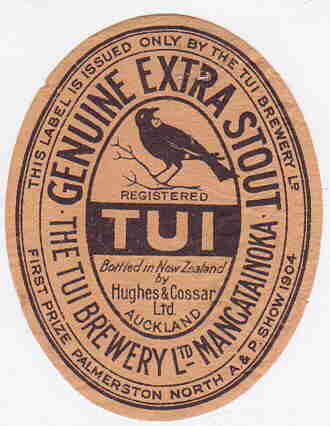 THIS LABEL IS ISSUED ONLY BY THE TUI BREWERY LD
FIRST PRIZE PALMERSTON NORTH A. & P. SHOW 1904
GENUINE EXTRA STOUT
· THE TUI BREWERY LTD MANGATAINOKA ·
REGISTERED
TUI
Bottled in New Zealand
by
Hughes & Cossar
Ltd.
AUCKLAND